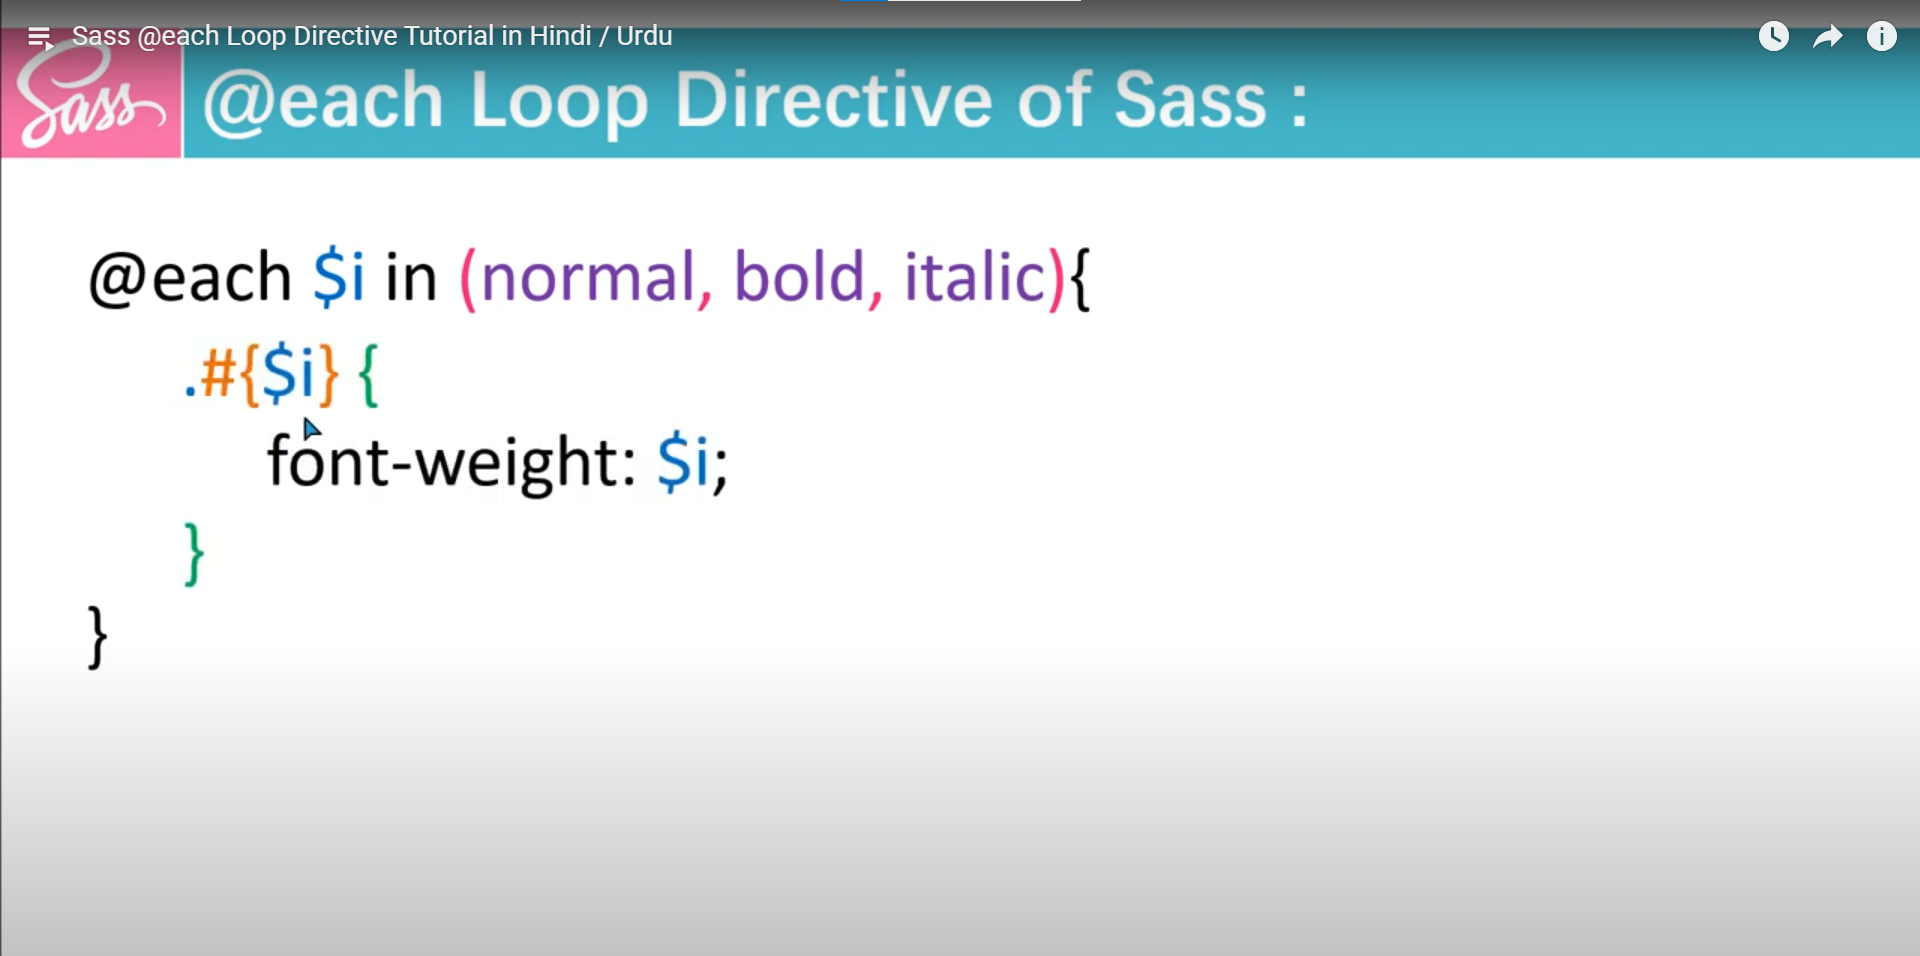 Sass @each Loop Directive Tutorial in Hindi / Urdu
Sass
@each Loop Directive of Sass :
@each $i in (normal, bold, italic){
.#{$i} {
font-weight: $i;
}
}